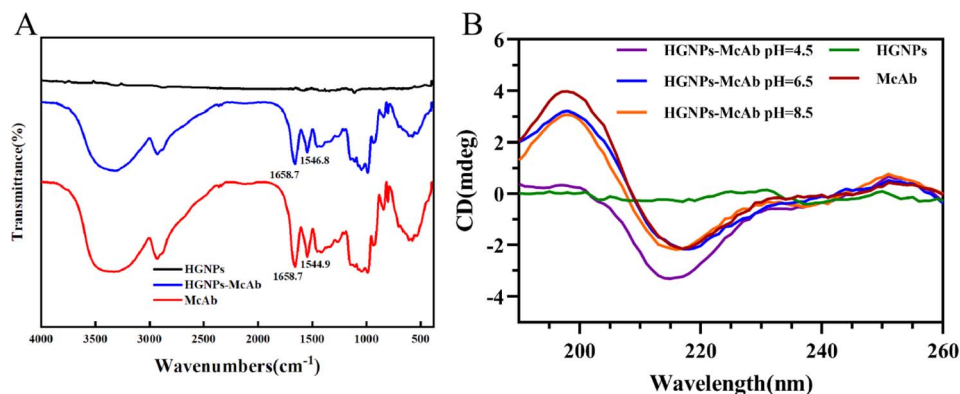 A
Transmittance(%)
1546.8
1658.7
1544.9
1658.7
HGNPs
HGNPs-McAb
McAb
4000 3500 3000 2500 2000 1500 1000 500
Wavenumbers(cm⁻¹)
B
HGNPs-McAb pH=4.5
HGNPs
HGNPs-McAb pH=6.5
McAb
HGNPs-McAb pH=8.5
CD(mdeg)
6
4
2
0
-2
-4
200 220 240 260
Wavelength(nm)